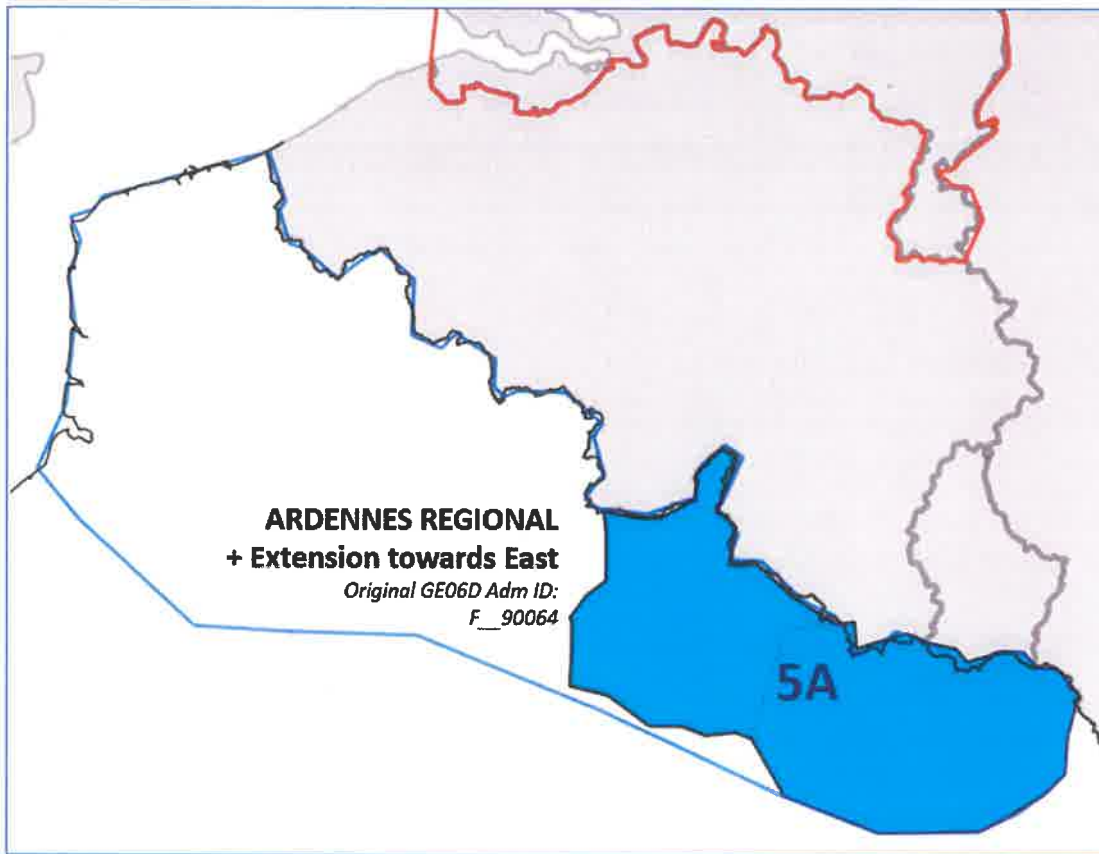 ARDENNES REGIONAL
+ Extension towards East
Original GE06D Adm ID:
F__90064
5A